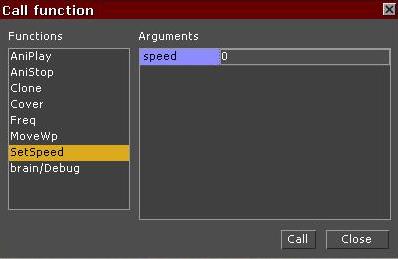 Call function
Functions
Arguments
AniPlay
AniStop
Clone
Cover
Freq
MoveWp
SetSpeed
brain/Debug
speed 0
Call Close